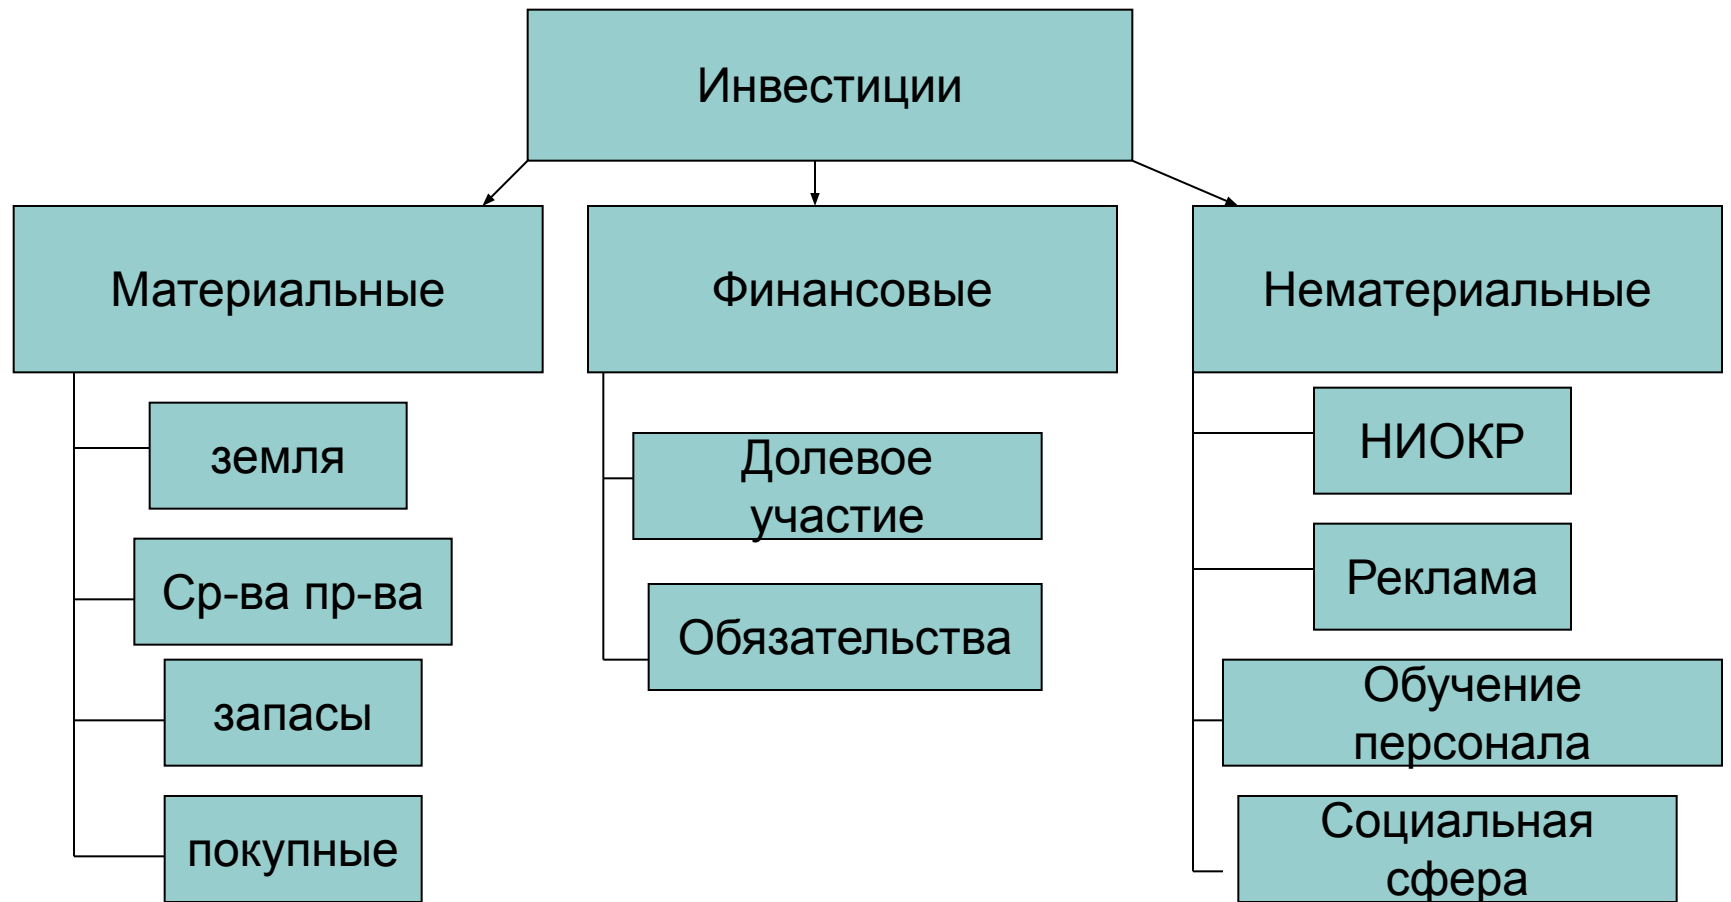 Инвестиции
Материальные
Финансовые
Нематериальные
земля
Ср-ва пр-ва
запасы
покупные
Долевое
участие
Обязательства
НИОКР
Реклама
Обучение
персонала
Социальная
сфера